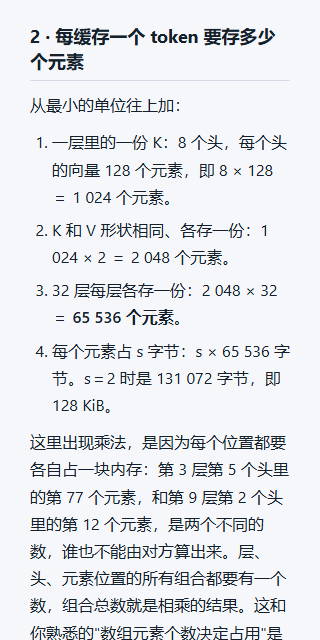 2 · 每缓存一个 token 要存多少
个元素
从最小的单位往上加：
1. 一层里的一份 K：8 个头，每个头
的向量 128 个元素，即 8 × 128
= 1 024 个元素。
2. K 和 V 形状相同、各存一份：1
024 × 2 = 2 048 个元素。
3. 32 层每层各存一份：2 048 × 32
= 65 536 个元素。
4. 每个元素占 s 字节：s × 65 536 字
节。s = 2 时是 131 072 字节，即
128 KiB。
这里出现乘法，是因为每个位置都要
各自占一块内存：第 3 层第 5 个头里
的第 77 个元素，和第 9 层第 2 个头
里的第 12 个元素，是两个不同的
数，谁也不能由对方算出来。层、
头、元素位置的所有组合都要有一个
数，组合总数就是相乘的结果。这和
你熟悉的"数组元素个数决定占用"是